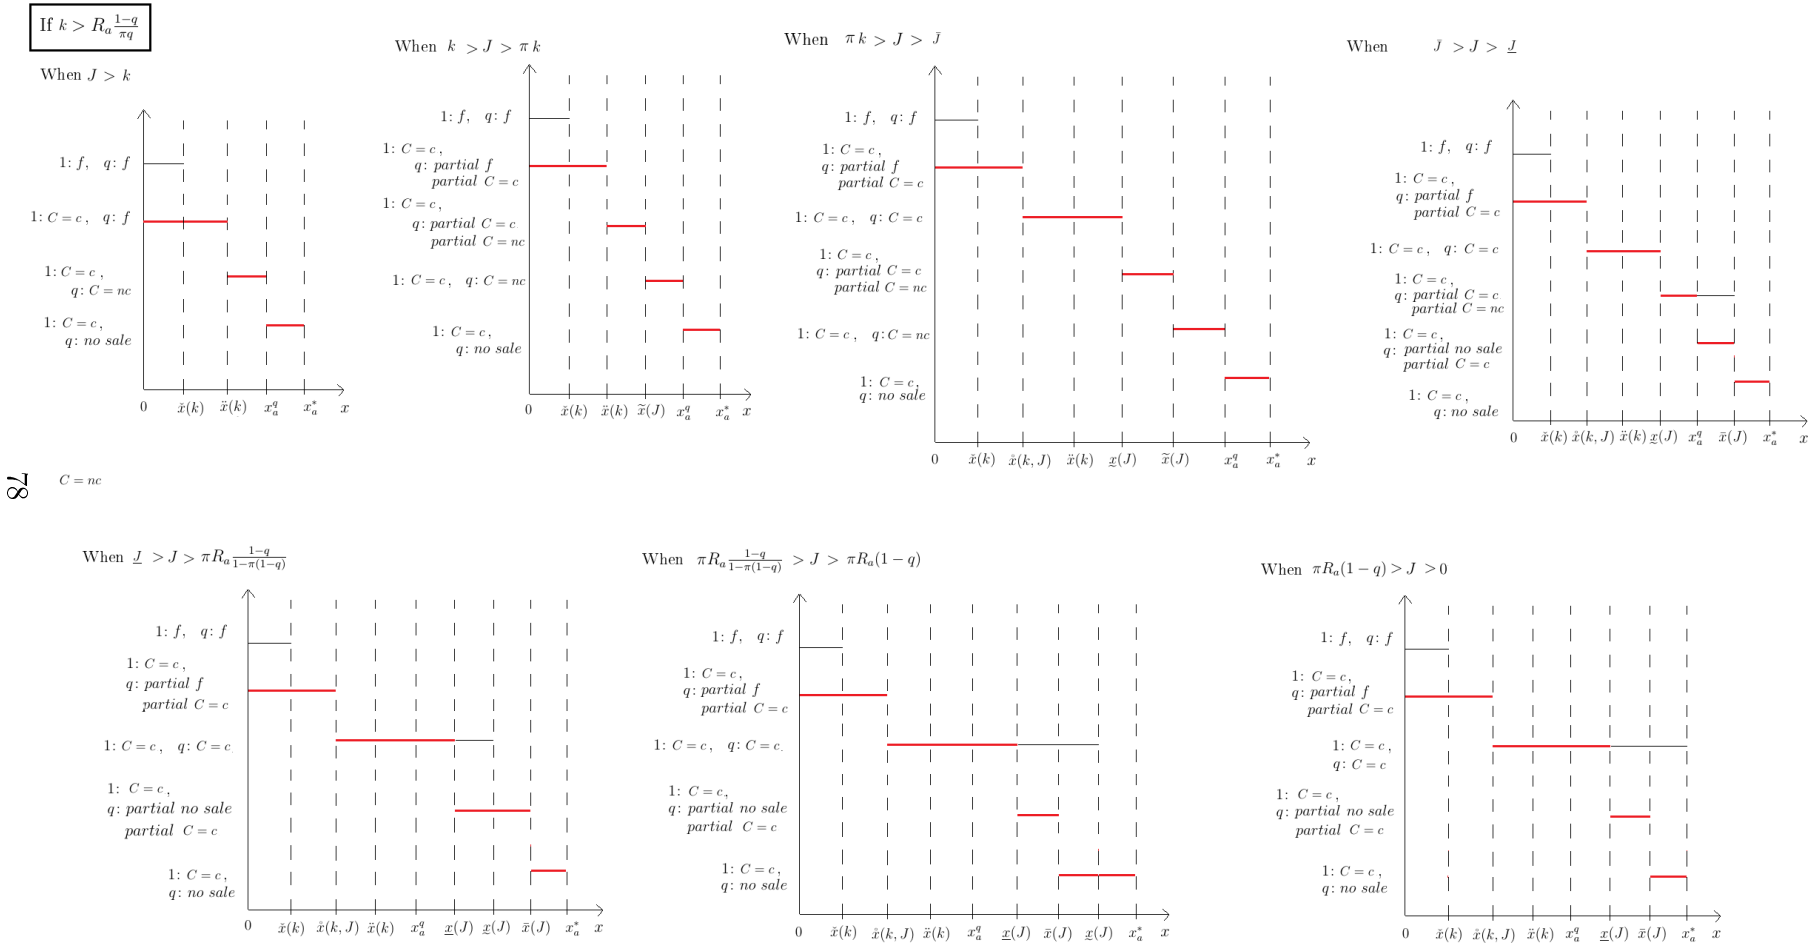 If k > R_a \frac{1-q}{\pi q}
When J > k
1: f, q: f
1: C = c, q: f
1: C = c,
q: C = nc
1: C = c,
q: no sale
0 x̌(k) ẍ(k) x_a^q x_a^* x
When k > J > π k
1: f, q: f
1: C = c,
q: partial f
partial C = c
1: C = c,
q: partial C = c
partial C = nc
1: C = c, q: C = nc
1: C = c,
q: no sale
0 x̌(k) ẍ(k) x̃(J) x_a^q x_a^* x
When π k > J > J̄
1: f, q: f
1: C = c,
q: partial f
partial C = c
1: C = c, q: C = c
1: C = c,
q: partial C = c
partial C = nc
1: C = c, q: C = nc
1: C = c,
q: no sale
0 x̌(k) x̊(k, J) ẍ(k) x̰(J) x̃(J) x_a^q x_a^* x
When J̄ > J > J̲
1: f, q: f
1: C = c,
q: partial f
partial C = c
1: C = c, q: C = c
1: C = c,
q: partial C = c
partial C = nc
1: C = c,
q: partial no sale
partial C = c
1: C = c,
q: no sale
0 x̌(k) x̊(k, J) ẍ(k) x̰(J) x_a^q x̄(J) x_a^* x
78
C = nc
When J̲ > J > πR_a \frac{1-q}{1-π(1-q)}
1: f, q: f
1: C = c,
q: partial f
partial C = c
1: C = c, q: C = c
1: C = c,
q: partial no sale
partial C = c
1: C = c,
q: no sale
0 x̌(k) x̊(k, J) ẍ(k) x_a^q x̲(J) x̰(J) x̄(J) x_a^* x
When πR_a \frac{1-q}{1-π(1-q)} > J > πR_a(1 − q)
1: f, q: f
1: C = c,
q: partial f
partial C = c
1: C = c, q: C = c.
1: C = c,
q: partial no sale
partial C = c
1: C = c,
q: no sale
0 x̌(k) x̊(k, J) ẍ(k) x_a^q x̲(J) x̄(J) x̰(J) x_a^* x
When πR_a(1 − q) > J > 0
1: f, q: f
1: C = c,
q: partial f
partial C = c
1: C = c,
q: C = c
1: C = c,
q: partial no sale
partial C = c
1: C = c,
q: no sale
0 x̌(k) x̊(k, J) ẍ(k) x_a^q x̲(J) x̄(J) x_a^* x